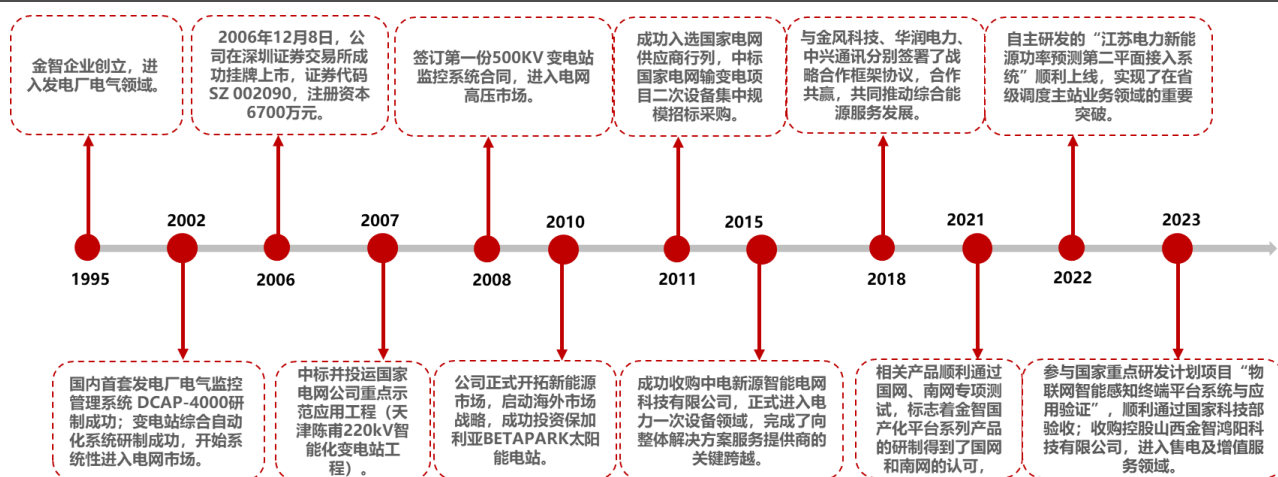 金智企业创立，进
入发电厂电气领域。
2006年12月8日，公
司在深圳证券交易所成
功挂牌上市，证券代码
SZ 002090，注册资本
6700万元。
签订第一份500KV 变电站
监控系统合同，进入电网
高压市场。
成功入选国家电网
供应商行列，中标
国家电网输变电项
目二次设备集中规
模招标采购。
与金风科技、华润电力、
中兴通讯分别签署了战
略合作框架协议，合作
共赢，共同推动综合能
源服务发展。
自主研发的“江苏电力新能
源功率预测第二平面接入
系统”顺利上线，实现了在省
级调度主站业务领域的重要
突破。
1995
2002
2006
2007
2008
2010
2011
2015
2018
2021
2022
2023
国内首套发电厂电气监控
管理系统 DCAP-4000研
制成功；变电站综合自动
化系统研制成功，开始系
统性进入电网市场。
中标并投运国家
电网公司重点示
范应用工程（天
津陈甫220kV智
能化变电站工
程）。
公司正式开拓新能源
市场，启动海外市场
战略，成功投资保加
利亚BETAPARK太阳
能电站。
成功收购中电新源智能电网
科技有限公司，正式进入电
力一次设备领域，完成了向
整体解决方案服务提供商的
关键跨越。
相关产品顺利通过
国网、南网专项测
试，标志着金智国
产化平台系列产品
的研制得到了国网
和南网的认可，
参与国家重点研发计划项目“物
联网智能感知终端平台系统与应
用验证”，顺利通过国家科技部
验收；收购控股山西金智鸿阳科
技有限公司，进入售电及增值服
务领域。